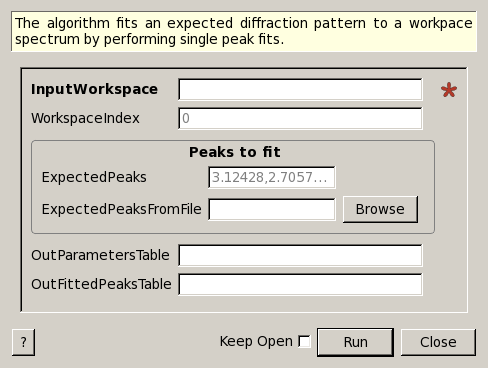 The algorithm fits an expected diffraction pattern to a workpace
spectrum by performing single peak fits.
InputWorkspace *
WorkspaceIndex 0
Peaks to fit
ExpectedPeaks 3.12428,2.7057...
ExpectedPeaksFromFile Browse
OutParametersTable
OutFittedPeaksTable
? Keep Open Run Close